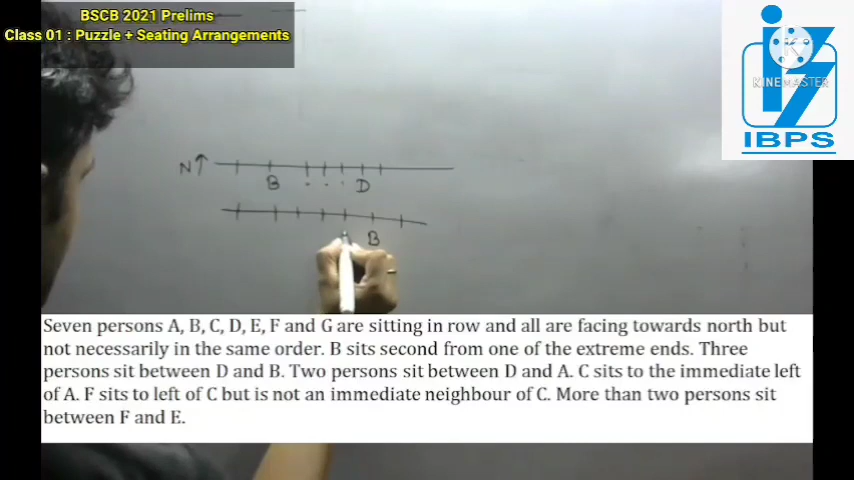 BSCB 2021 Prelims
Class 01 : Puzzle + Seating Arrangements
KINEMASTER
IBPS
N
B D
B
Seven persons A, B, C, D, E, F and G are sitting in row and all are facing towards north but
not necessarily in the same order. B sits second from one of the extreme ends. Three
persons sit between D and B. Two persons sit between D and A. C sits to the immediate left
of A. F sits to left of C but is not an immediate neighbour of C. More than two persons sit
between F and E.